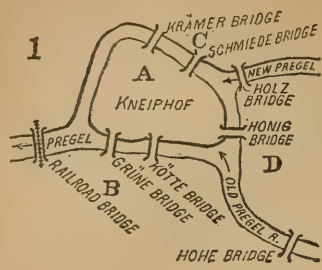 1
KRÄMER BRIDGE
C
SCHMIEDE BRIDGE
A
NEW PREGEL
KNEIPHOF
HOLZ
BRIDGE
HONIG
BRIDGE
PREGEL
D
RAILROAD BRIDGE
B
GRÜNE BRIDGE
KÖTTE BRIDGE
OLD PREGEL R.
HOHE BRIDGE